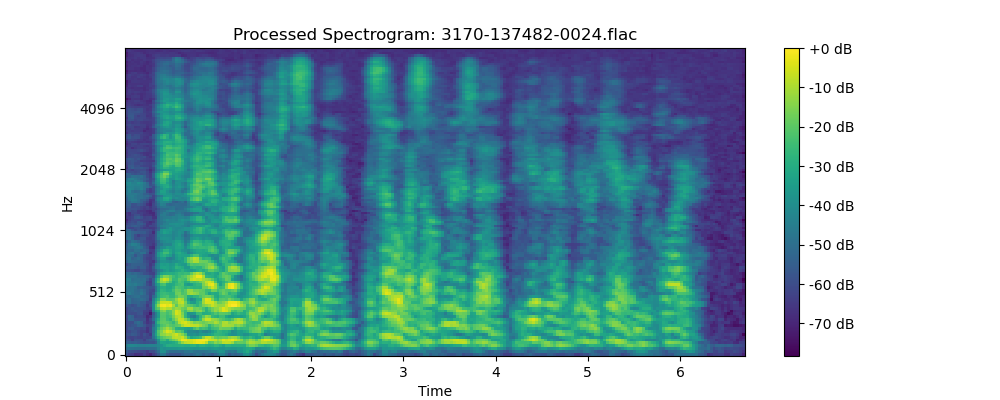 Processed Spectrogram: 3170-137482-0024.flac
Hz
4096
2048
1024
512
0
0 1 2 3 4 5 6
Time
+0 dB
-10 dB
-20 dB
-30 dB
-40 dB
-50 dB
-60 dB
-70 dB